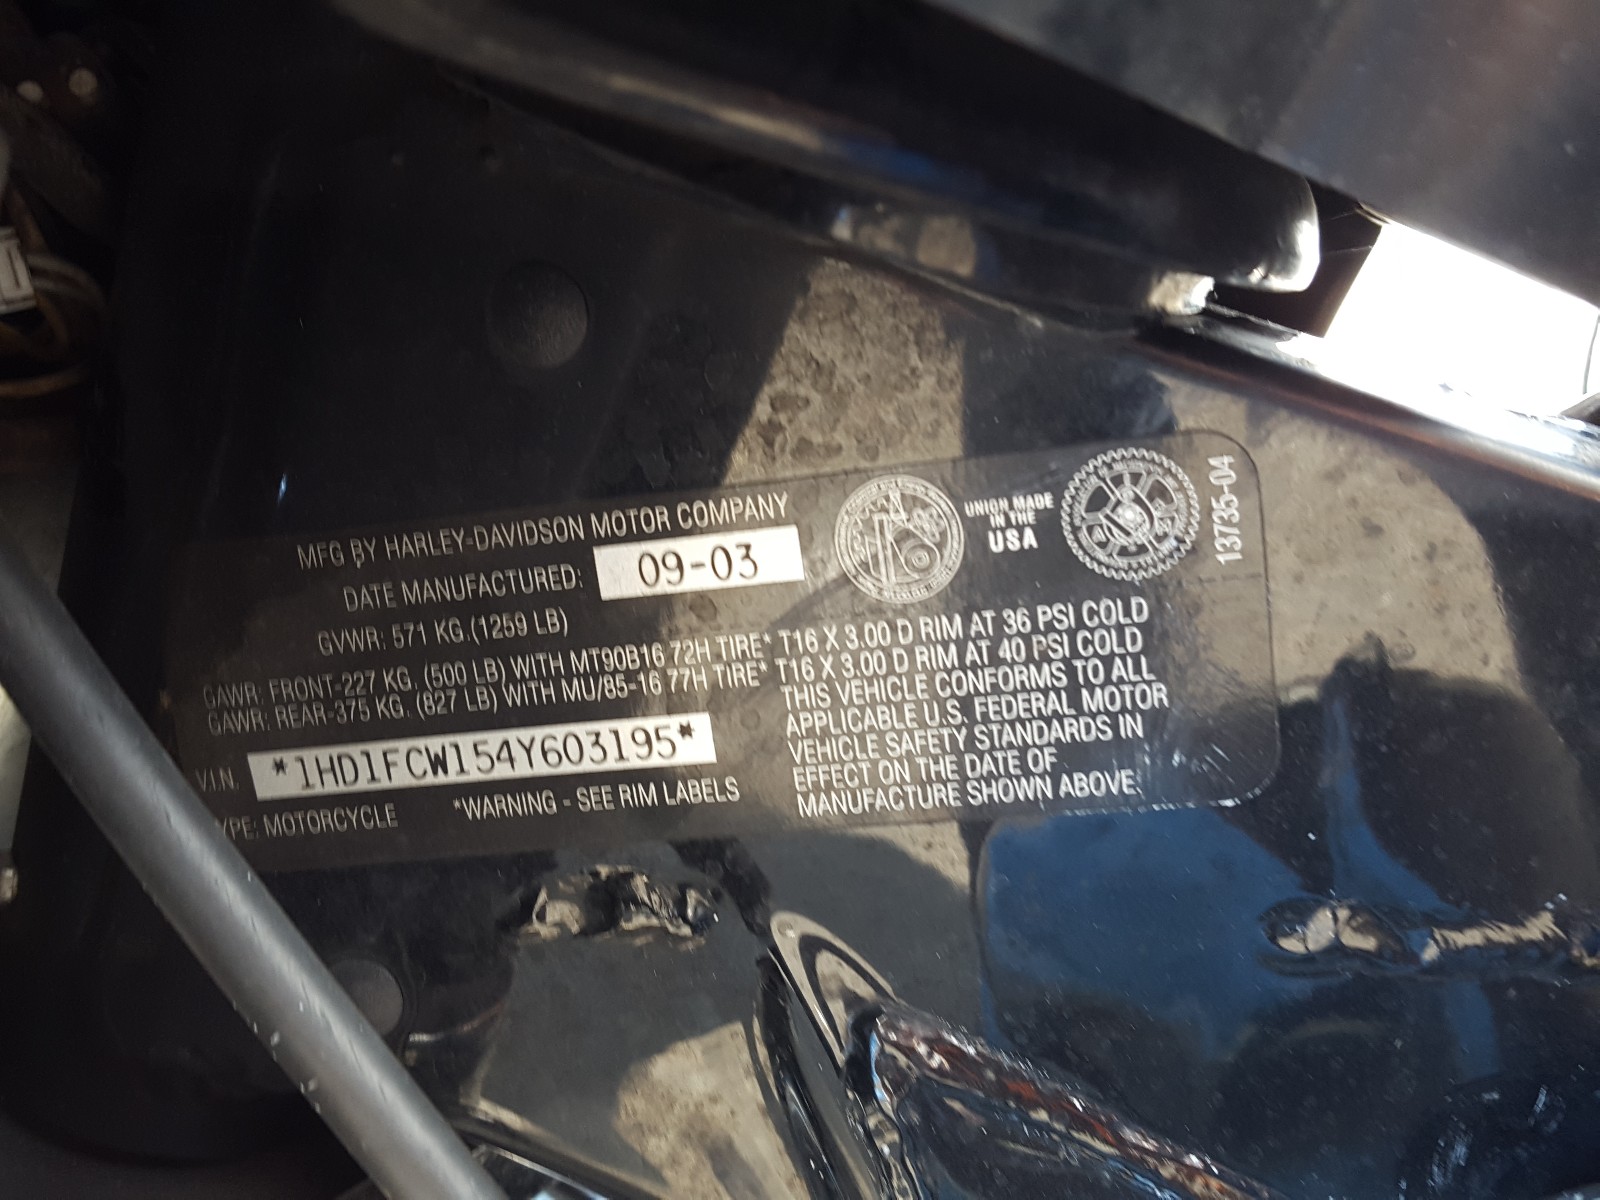 MFG BY HARLEY-DAVIDSON MOTOR COMPANY
DATE MANUFACTURED: 09-03
GVWR: 571 KG.(1259 LB)
GAWR: FRONT-227 KG. (500 LB) WITH MT90B16 72H TIRE* T16 X 3.00 D RIM AT 36 PSI COLD
GAWR: REAR-375 KG. (827 LB) WITH MU/85-16 77H TIRE* T16 X 3.00 D RIM AT 40 PSI COLD
V.I.N. *1HD1FCW154Y603195*
YPE: MOTORCYCLE
*WARNING - SEE RIM LABELS
THIS VEHICLE CONFORMS TO ALL
APPLICABLE U.S. FEDERAL MOTOR
VEHICLE SAFETY STANDARDS IN
EFFECT ON THE DATE OF
MANUFACTURE SHOWN ABOVE.
UNION MADE
IN THE
USA
13735-04